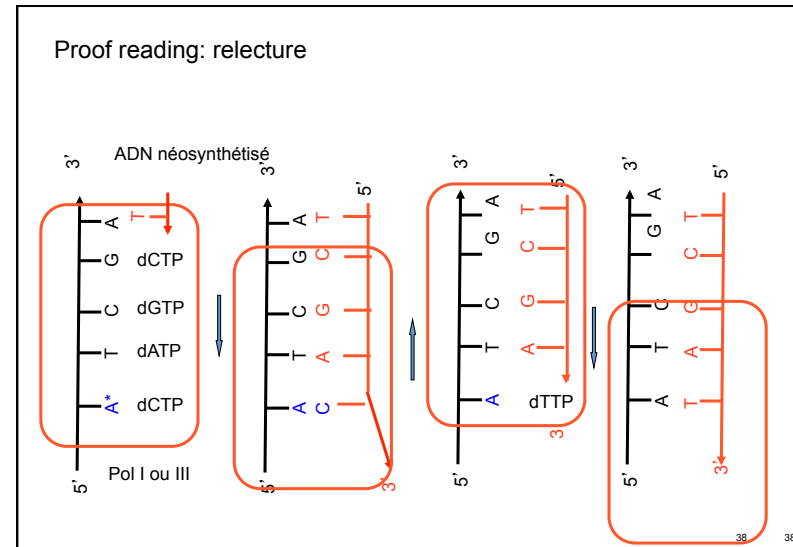 Proof reading: relecture
ADN néosynthétisé
3'
A T
G dCTP
C dGTP
T dATP
A* dCTP
5'
Pol I ou III
3'
5'
A T
G C
C G
T A
A C
5'
3'
3'
5'
A T
G C
C G
T A
A dTTP
3'
5'
3'
5'
A T
G C
C G
T A
A T
5'
3'
38 38